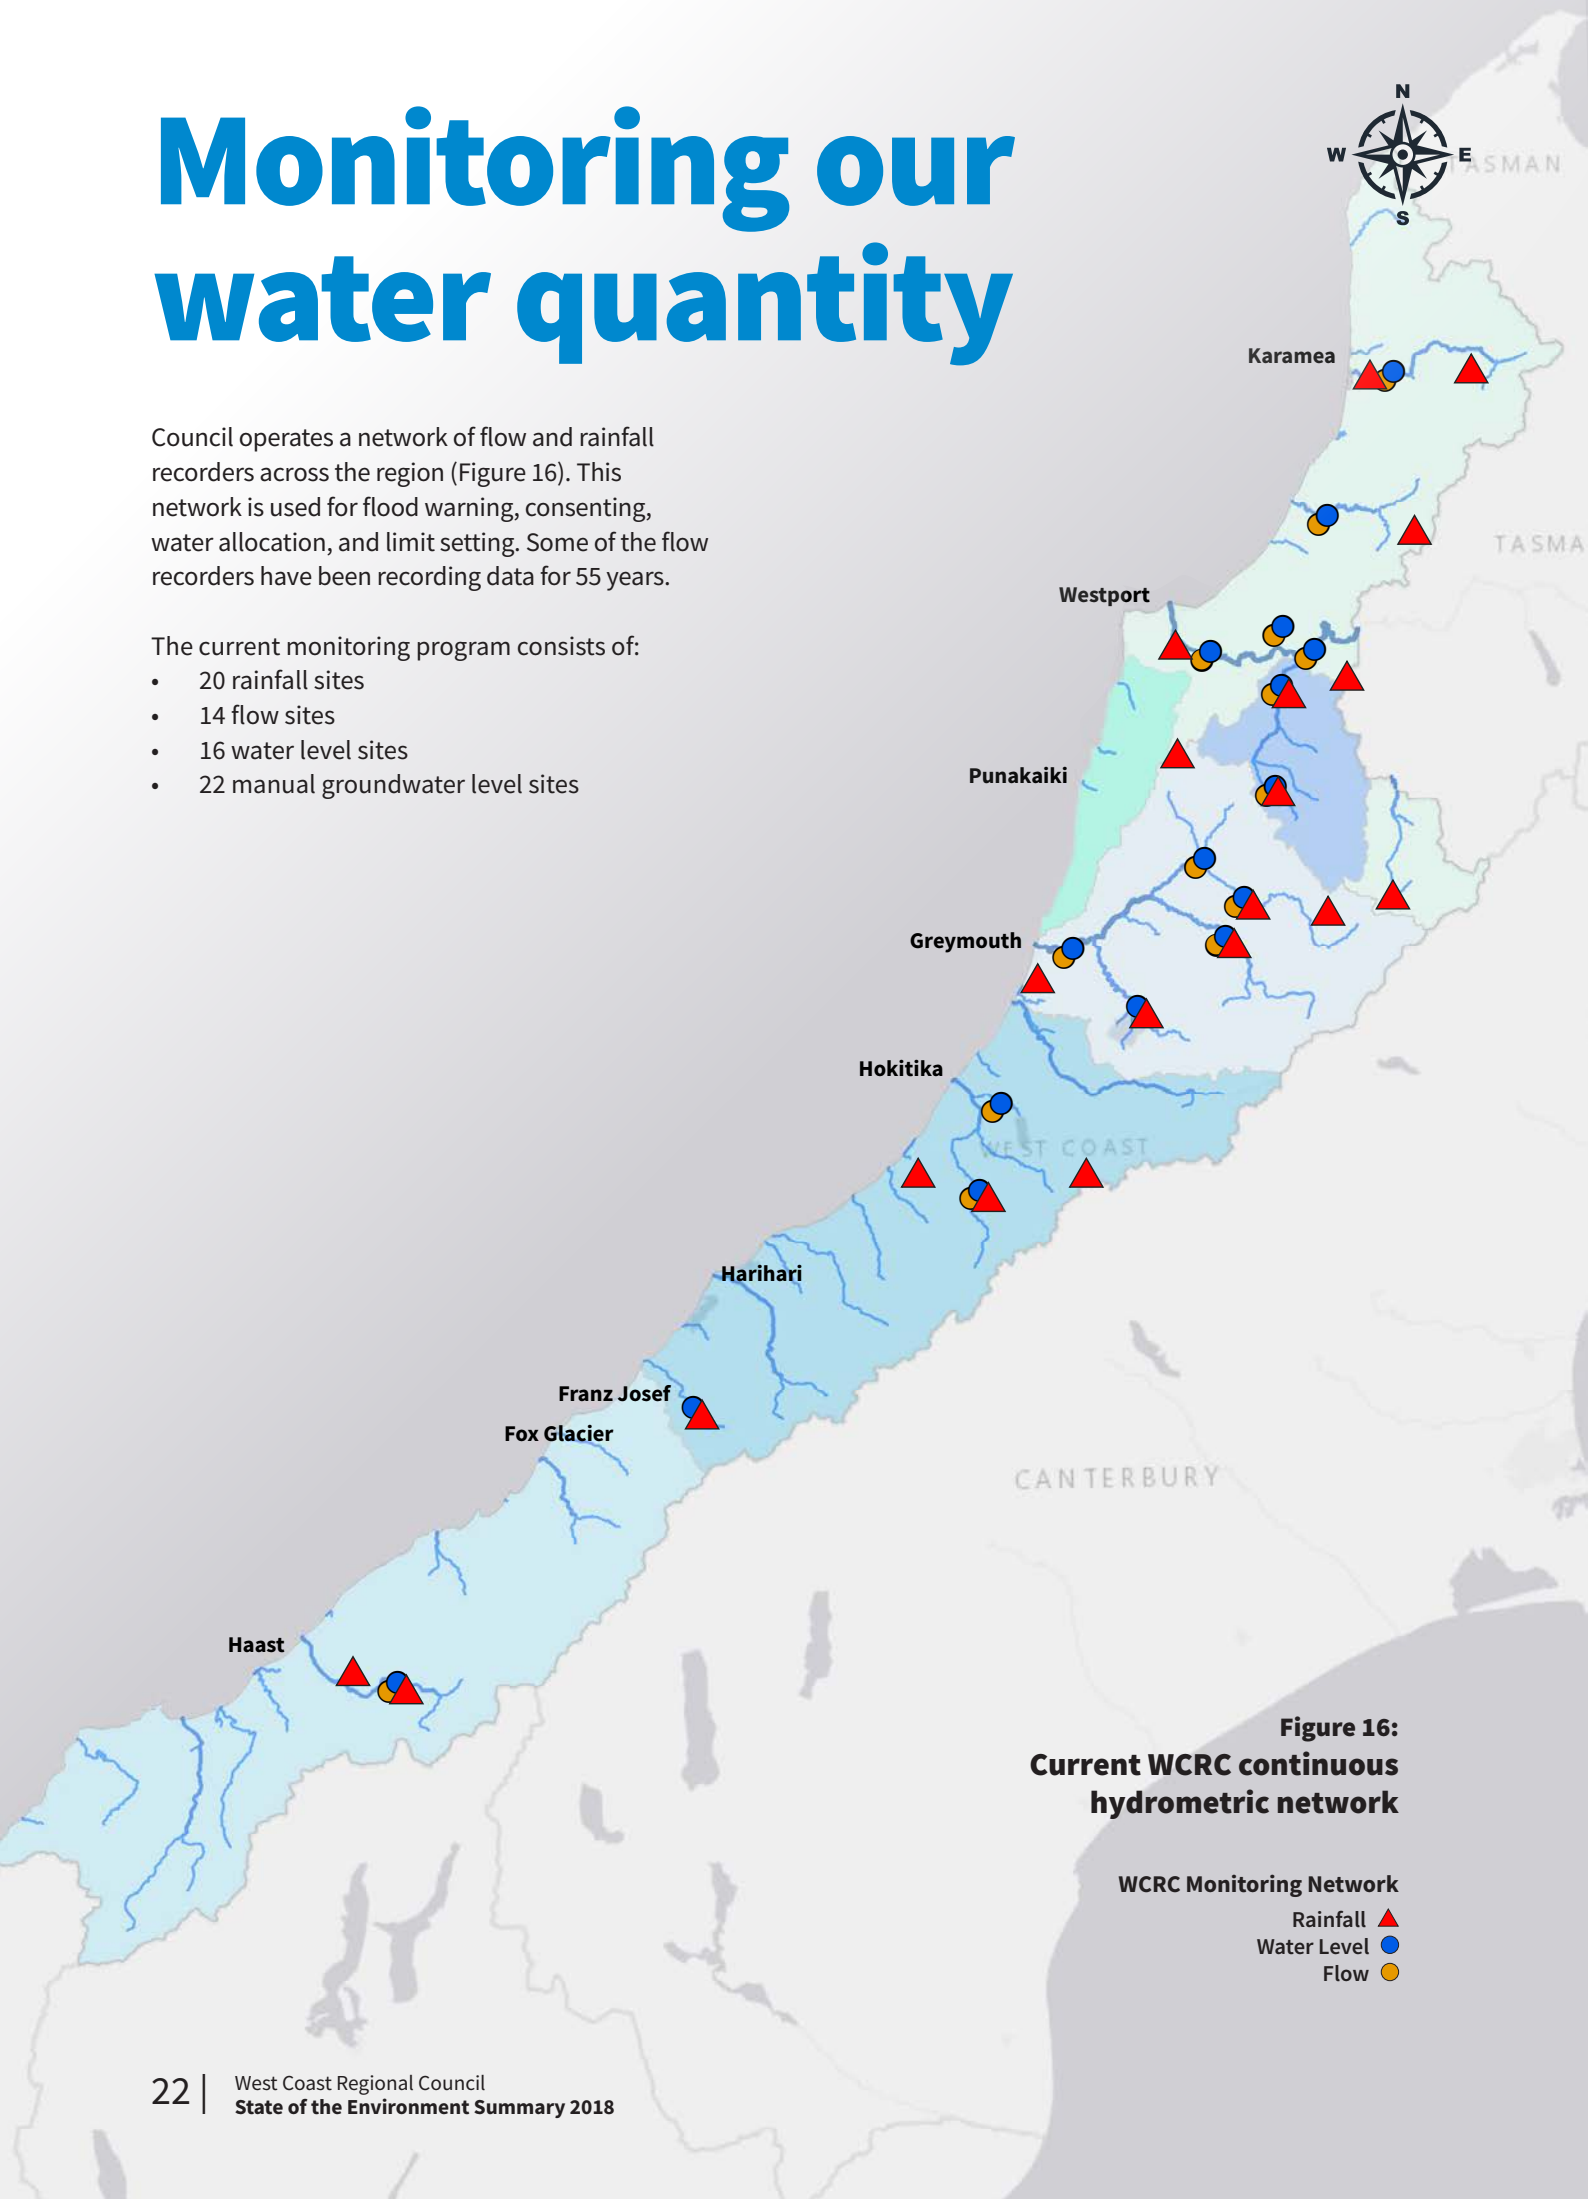 Monitoring our
water quantity
N
W
E
S
TASMAN
Council operates a network of flow and rainfall
recorders across the region (Figure 16). This
network is used for flood warning, consenting,
water allocation, and limit setting. Some of the flow
recorders have been recording data for 55 years.
The current monitoring program consists of:
• 20 rainfall sites
• 14 flow sites
• 16 water level sites
• 22 manual groundwater level sites
Karamea
TASMA
Westport
Punakaiki
Greymouth
Hokitika
WEST COAST
Harihari
Franz Josef
Fox Glacier
CANTERBURY
Haast
Figure 16:
Current WCRC continuous
hydrometric network
WCRC Monitoring Network
Rainfall
Water Level
Flow
22
West Coast Regional Council
State of the Environment Summary 2018